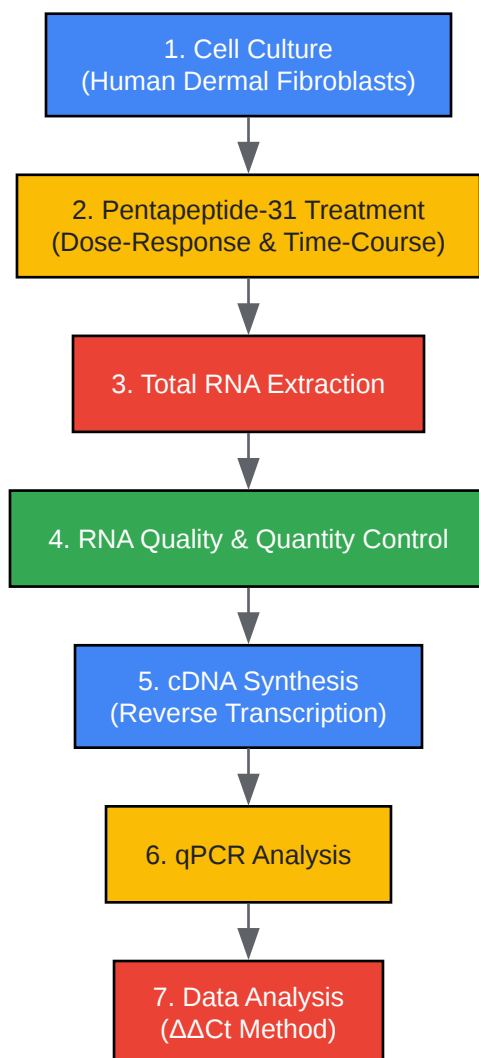 1. Cell Culture
(Human Dermal Fibroblasts)
2. Pentapeptide-31 Treatment
(Dose-Response & Time-Course)
3. Total RNA Extraction
4. RNA Quality & Quantity Control
5. cDNA Synthesis
(Reverse Transcription)
6. qPCR Analysis
7. Data Analysis
(ΔΔCt Method)